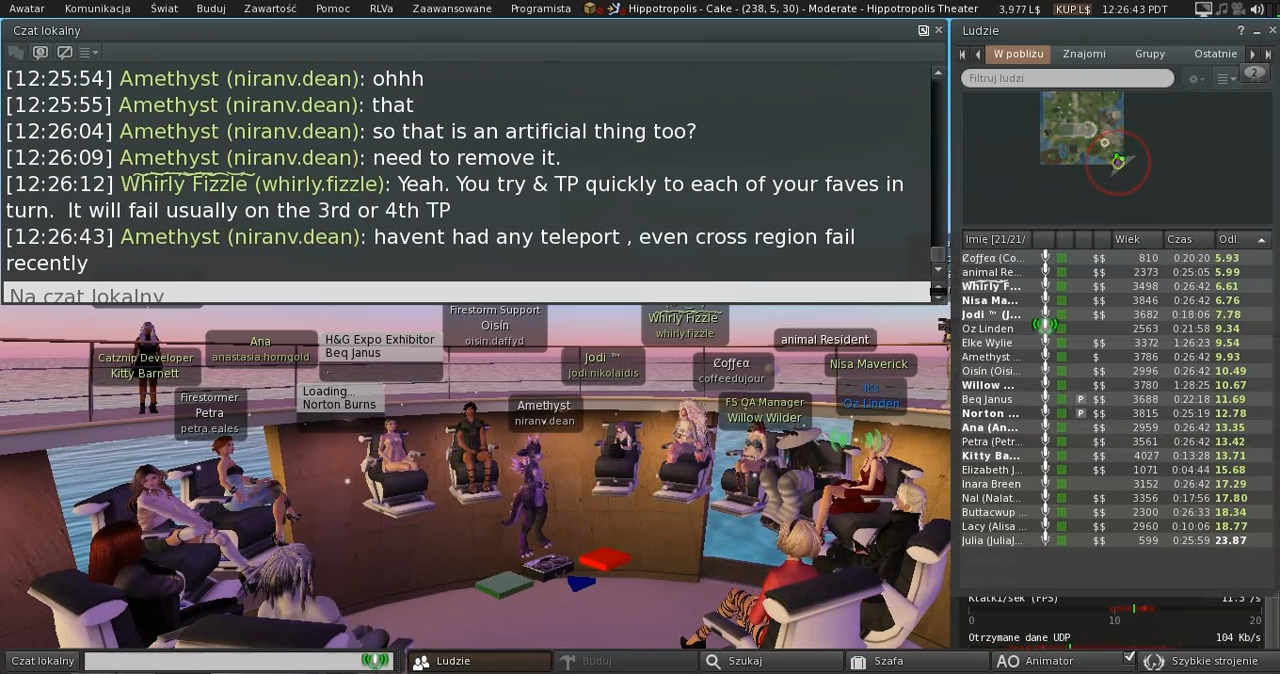 Awatar Komunikacja Świat Buduj Zawartość Pomoc RLVa Zaawansowane Programista Hippotropolis - Cake - (238, 5, 30) - Moderate - Hippotropolis Theater 3,977 L$ KUP L$ 12:26:43 PDT
Czat lokalny
[12:25:54] Amethyst (niranv.dean): ohhh
[12:25:55] Amethyst (niranv.dean): that
[12:26:04] Amethyst (niranv.dean): so that is an artificial thing too?
[12:26:09] Amethyst (niranv.dean): need to remove it.
[12:26:12] Whirly Fizzle (whirly.fizzle): Yeah. You try & TP quickly to each of your faves in
turn.  It will fail usually on the 3rd or 4th TP
[12:26:43] Amethyst (niranv.dean): havent had any teleport , even cross region fail
recently
Na czat lokalny
Catznip Developer
Kitty Barnett
Ana
anastasia.horngold
H&G Expo Exhibitor
Beq Janus
Firestorm Support
Oisín
oisin.daffyd
Whirly Fizzle
whirly.fizzle
Jodi ™
jodi.nikolaidis
animal Resident
Ȼσƒƒєα
coffeedujour
Nisa Maverick
Firestormer
Petra
petra.eales
Loading...
Norton Burns
Amethyst
niranv.dean
FS QA Manager
Willow Wilder
It's
Oz Linden
Ludzie
W pobliżu Znajomi Grupy Ostatnie
Filtruj ludzi
2
Imię [21/21/ Wiek Czas Odl.
Ȼσƒƒєα (Co... $$ 810 0:20:20 5.93
animal Re... $$ 2373 0:25:05 5.99
Whirly F... $$ 3498 0:26:42 6.61
Nisa Ma... $$ 3846 0:26:42 6.76
Jodi ™ (J... $$ 3682 0:18:06 7.78
Oz Linden 2563 0:21:58 9.34
Elke Wylie $$ 3372 1:26:23 9.54
Amethyst ... $ 3786 0:26:42 9.93
Oisín (Oisi... $$ 2996 0:26:42 10.49
Willow ... $$ 3780 1:28:25 10.67
Beq Janus P $$ 3688 0:22:18 11.69
Norton ... P $$ 3815 0:25:19 12.78
Ana (An... $$ 2959 0:26:42 13.35
Petra (Petr... $$ 3561 0:26:42 13.42
Kitty Ba... $$ 4027 0:13:28 13.71
Elizabeth J... $$ 1071 0:04:44 15.68
Inara Breen 3152 0:26:42 17.29
Nal (Nalat... $$ 3356 0:17:56 17.80
Buttacwup ... $$ 2300 0:26:33 18.34
Lacy (Alisa ... $$ 2960 0:10:06 18.77
Julia (JuliaJ... $$ 599 0:25:59 23.87
Klatki/sek (FPS) 11.3 /s
0 10 20
Otrzymane dane UDP 104 Kb/s
Czat lokalny Ludzie Buduj Szukaj Szafa AO Animator Szybkie strojenie